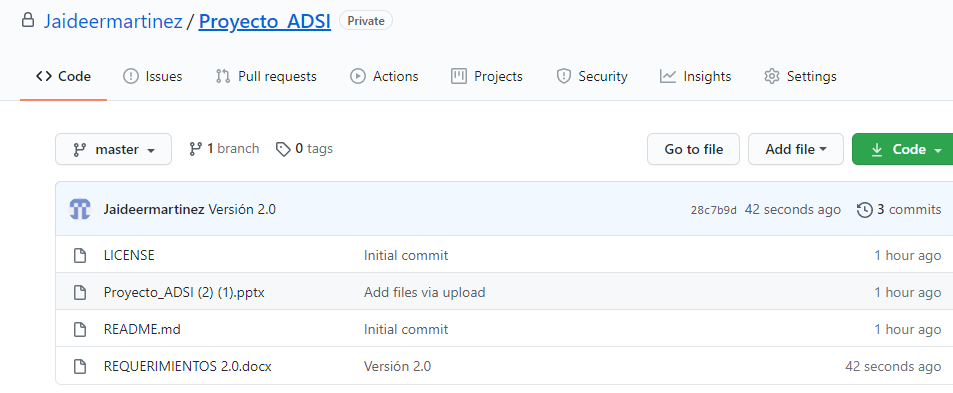 Jaideermartinez / Proyecto_ADSI Private
Code Issues Pull requests Actions Projects Security Insights Settings
master 1 branch 0 tags Go to file Add file Code
Jaideermartinez Versión 2.0 28c7b9d 42 seconds ago 3 commits
LICENSE Initial commit 1 hour ago
Proyecto_ADSI (2) (1).pptx Add files via upload 1 hour ago
README.md Initial commit 1 hour ago
REQUERIMIENTOS 2.0.docx Versión 2.0 42 seconds ago